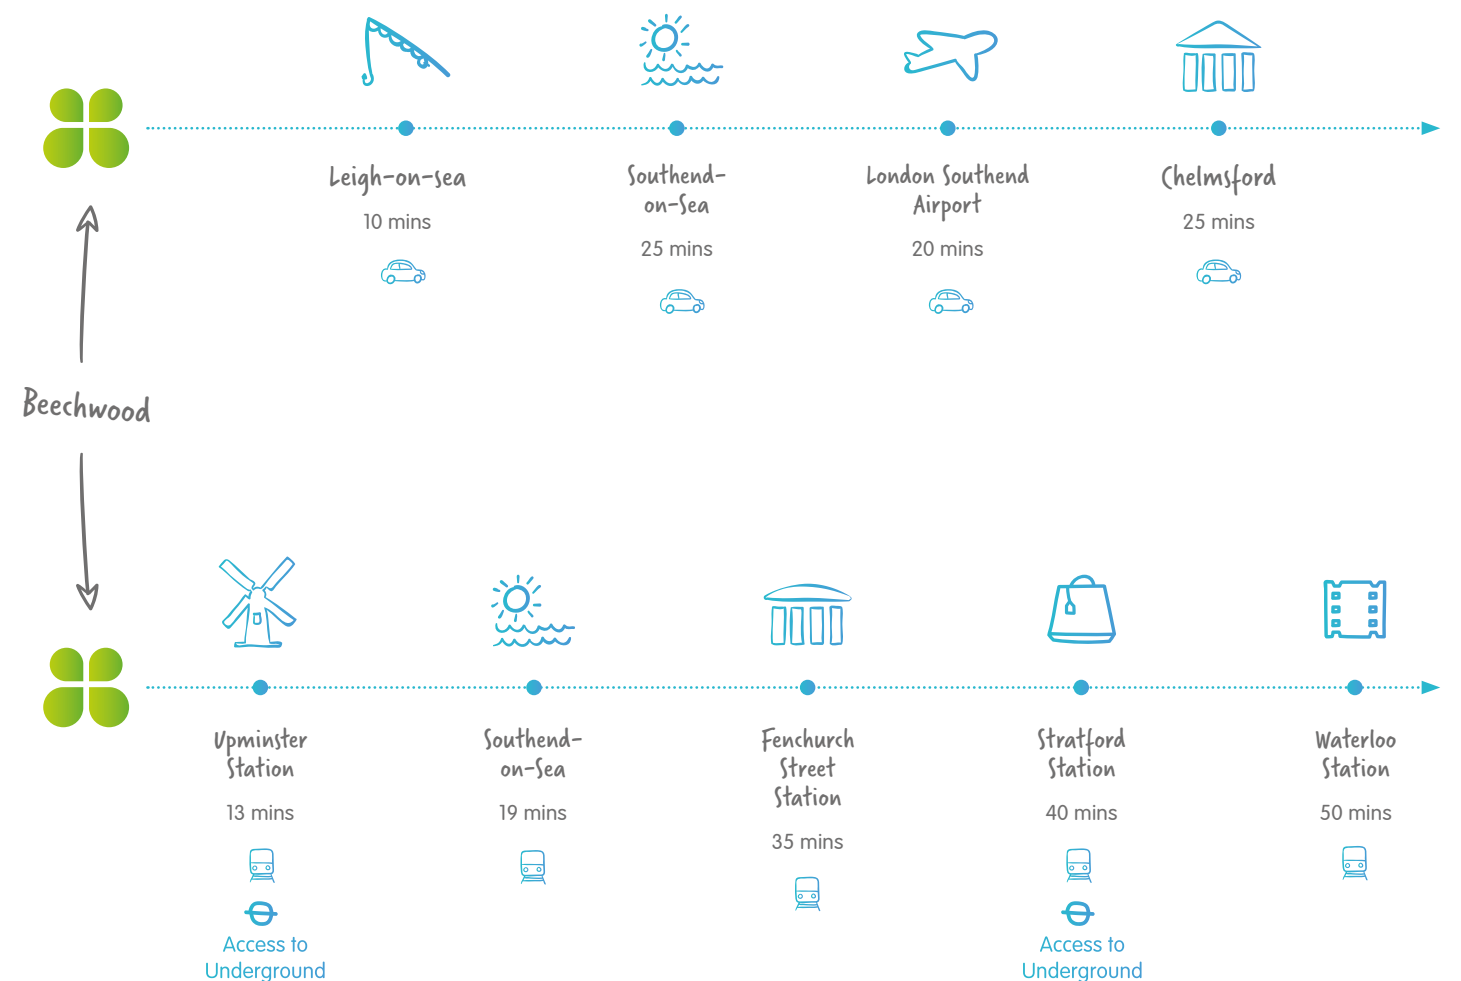 Leigh-on-sea
10 mins
Southend-
on-Sea
25 mins
London Southend
Airport
20 mins
Chelmsford
25 mins
Beechwood
Upminster
Station
13 mins
Access to
Underground
Southend-
on-Sea
19 mins
Fenchurch
Street
Station
35 mins
Stratford
Station
40 mins
Access to
Underground
Waterloo
Station
50 mins